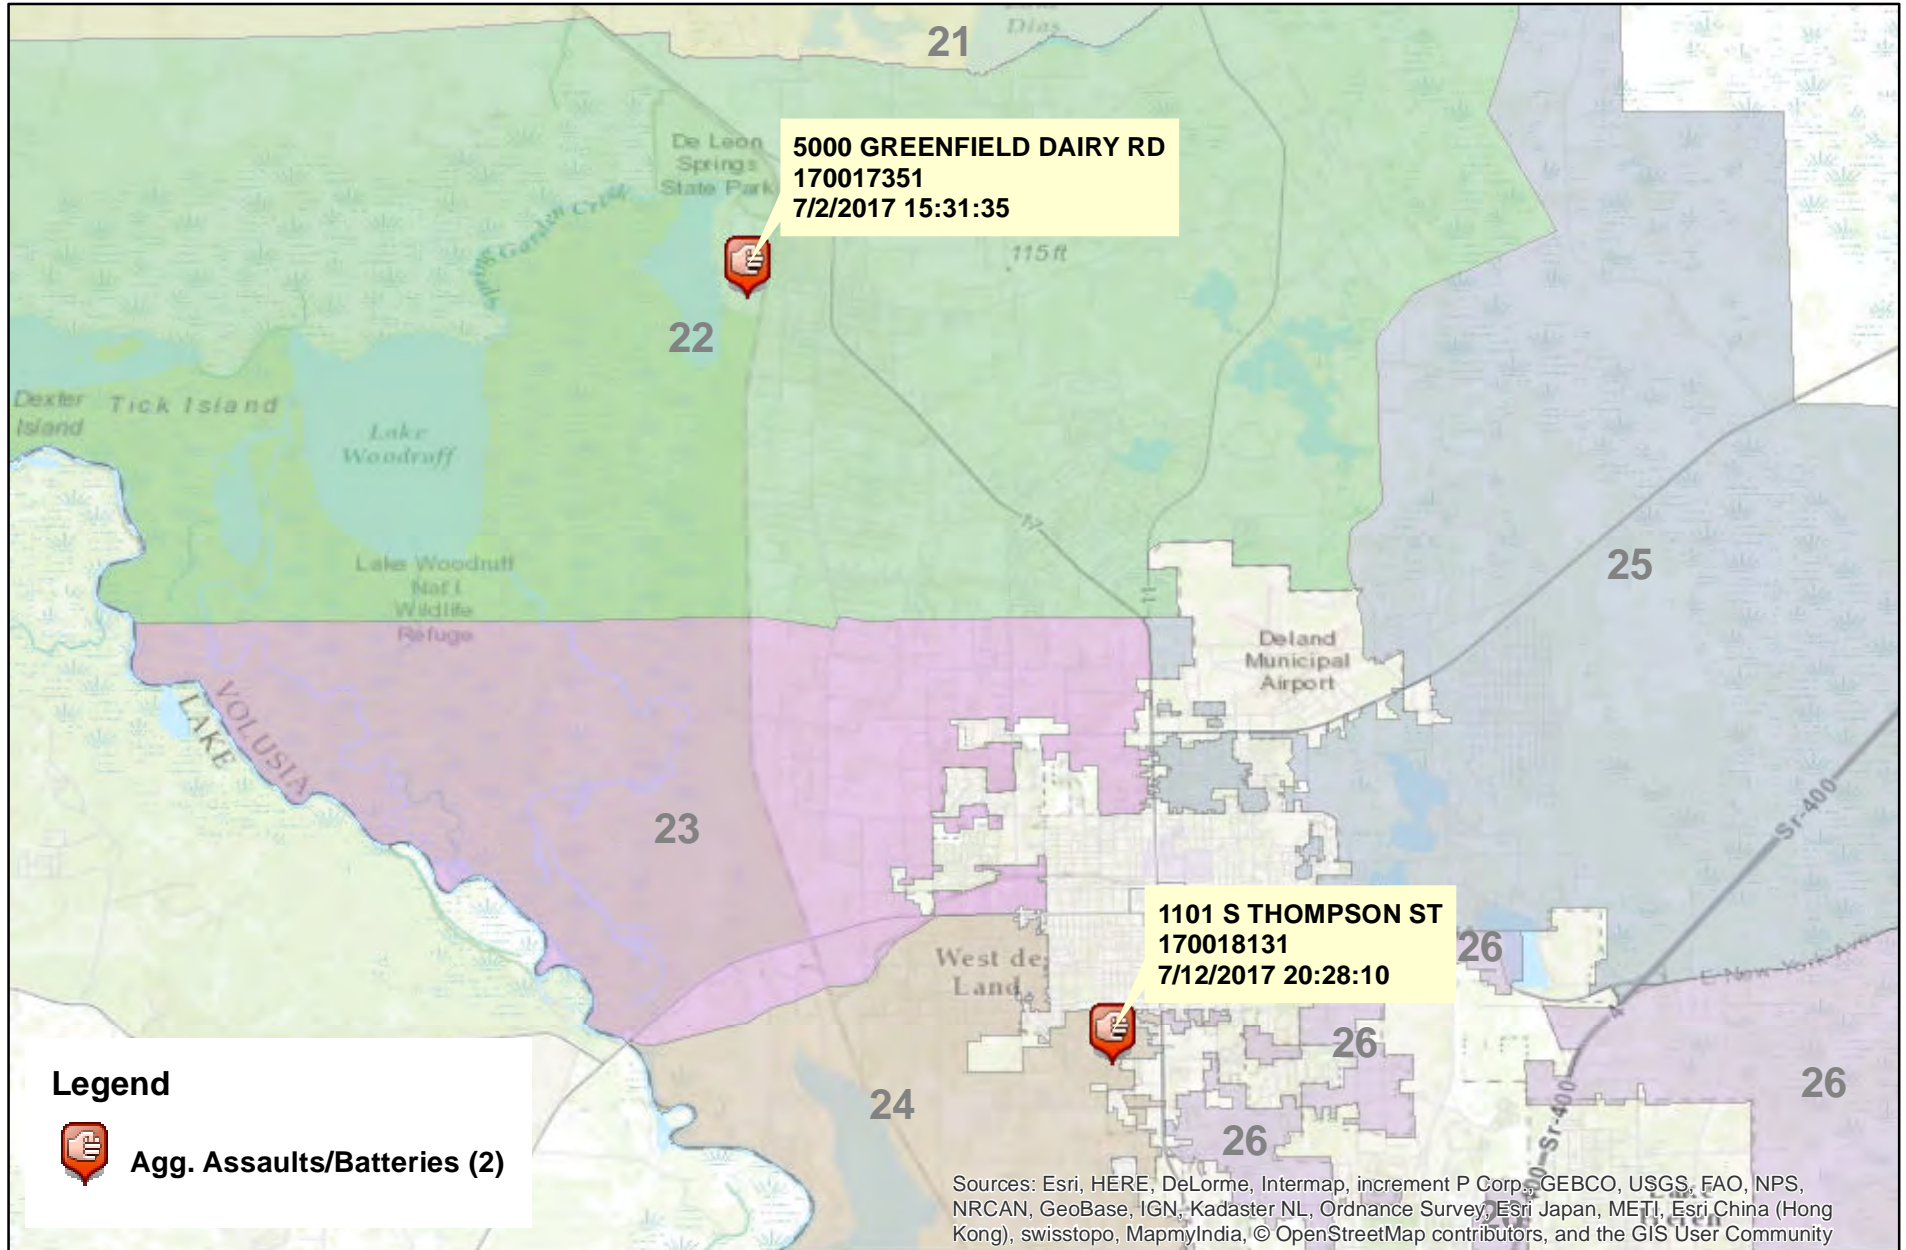 Lake
Dias
21
De Leon
Springs
State Park
5000 GREENFIELD DAIRY RD
170017351
7/2/2017 15:31:35
Spring Garden Creek
115 ft
22
Dexter
Island
Tick Island
Lake
Woodruff
17
Lake Woodruff
Nat'l
Wildlife
Refuge
11
25
Deland
Municipal
Airport
VOLUSIA
LAKE
23
Sr-400
1101 S THOMPSON ST
170018131
7/12/2017 20:28:10
West de
Land
26
E New York Ave
4
26
26
24
26
Sr-400
Legend
Agg. Assaults/Batteries (2)
Sources: Esri, HERE, DeLorme, Intermap, increment P Corp., GEBCO, USGS, FAO, NPS,
NRCAN, GeoBase, IGN, Kadaster NL, Ordnance Survey, Esri Japan, METI, Esri China (Hong
Kong), swisstopo, MapmyIndia, © OpenStreetMap contributors, and the GIS User Community